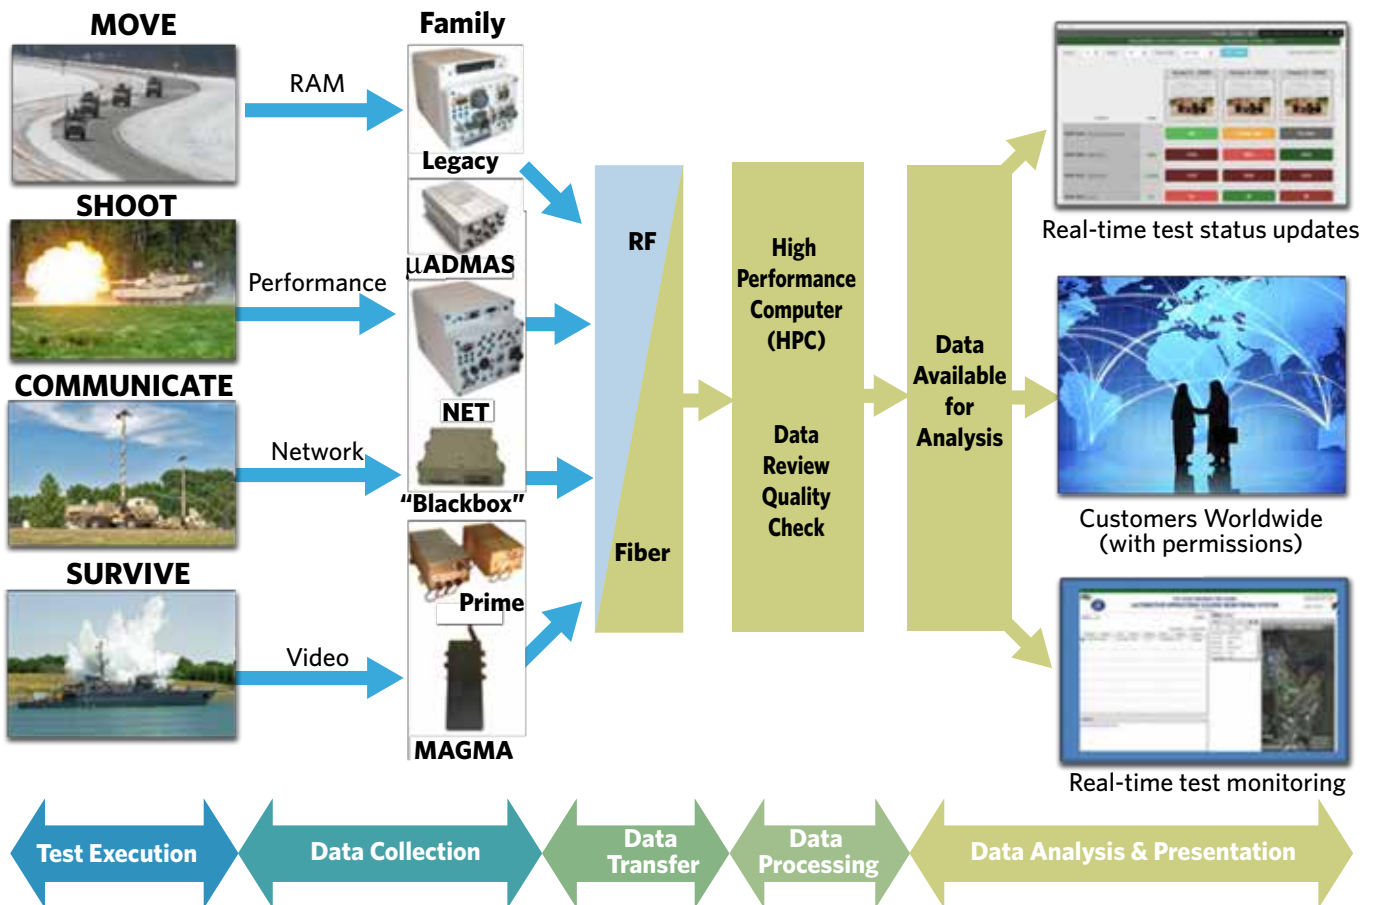 MOVE
RAM
Family
Legacy
SHOOT
Performance
µADMAS
COMMUNICATE
Network
NET
"Blackbox"
SURVIVE
Video
Prime
MAGMA
RF
Fiber
High
Performance
Computer
(HPC)
Data
Review
Quality
Check
Data
Available
for
Analysis
Real-time test status updates
Customers Worldwide
(with permissions)
Real-time test monitoring
Test Execution
Data Collection
Data
Transfer
Data
Processing
Data Analysis & Presentation